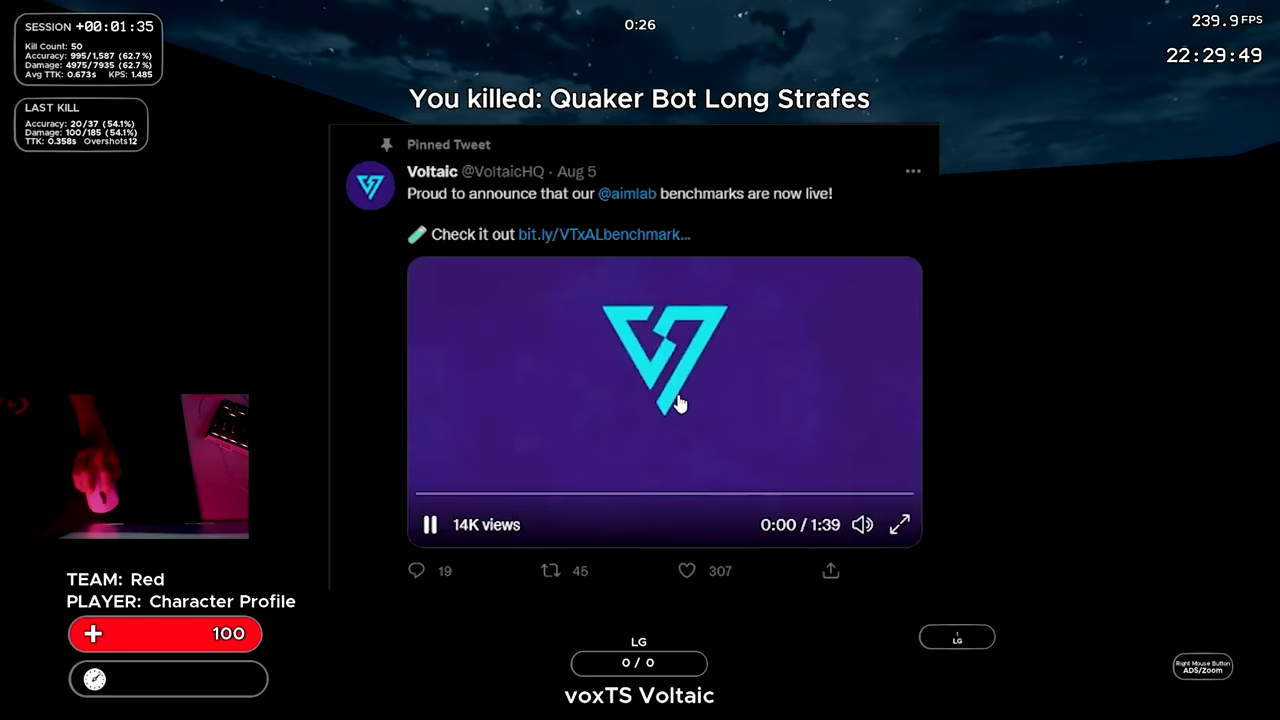 SESSION +00:01:35
Kill Count: 50
Accuracy: 995/1,587 (62.7%)
Damage: 4975/7935 (62.7%)
Avg TTK: 0.673s KPS: 1.485
LAST KILL
Accuracy: 20/37 (54.1%)
Damage: 100/185 (54.1%)
TTK: 0.358s Overshots 12
0:26
239.9 FPS
22:29:49
You killed: Quaker Bot Long Strafes
Pinned Tweet
Voltaic @VoltaicHQ · Aug 5
Proud to announce that our @aimlab benchmarks are now live!
Check it out bit.ly/VTxALbenchmark...
14K views
0:00 / 1:39
19
45
307
TEAM: Red
PLAYER: Character Profile
100
LG
0 / 0
voxTS Voltaic
1
LG
Right Mouse Button
ADS/Zoom